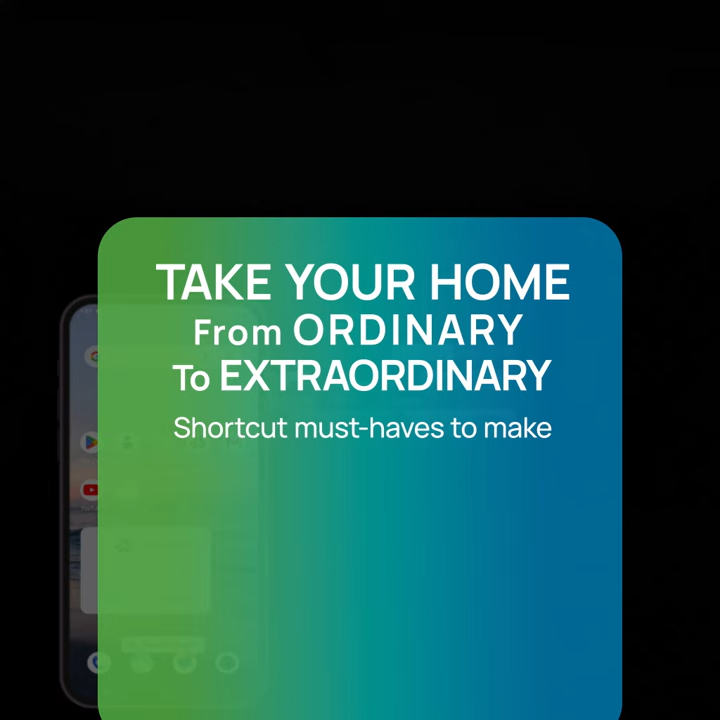 TAKE YOUR HOME
From ORDINARY
To EXTRAORDINARY
Shortcut must-haves to make